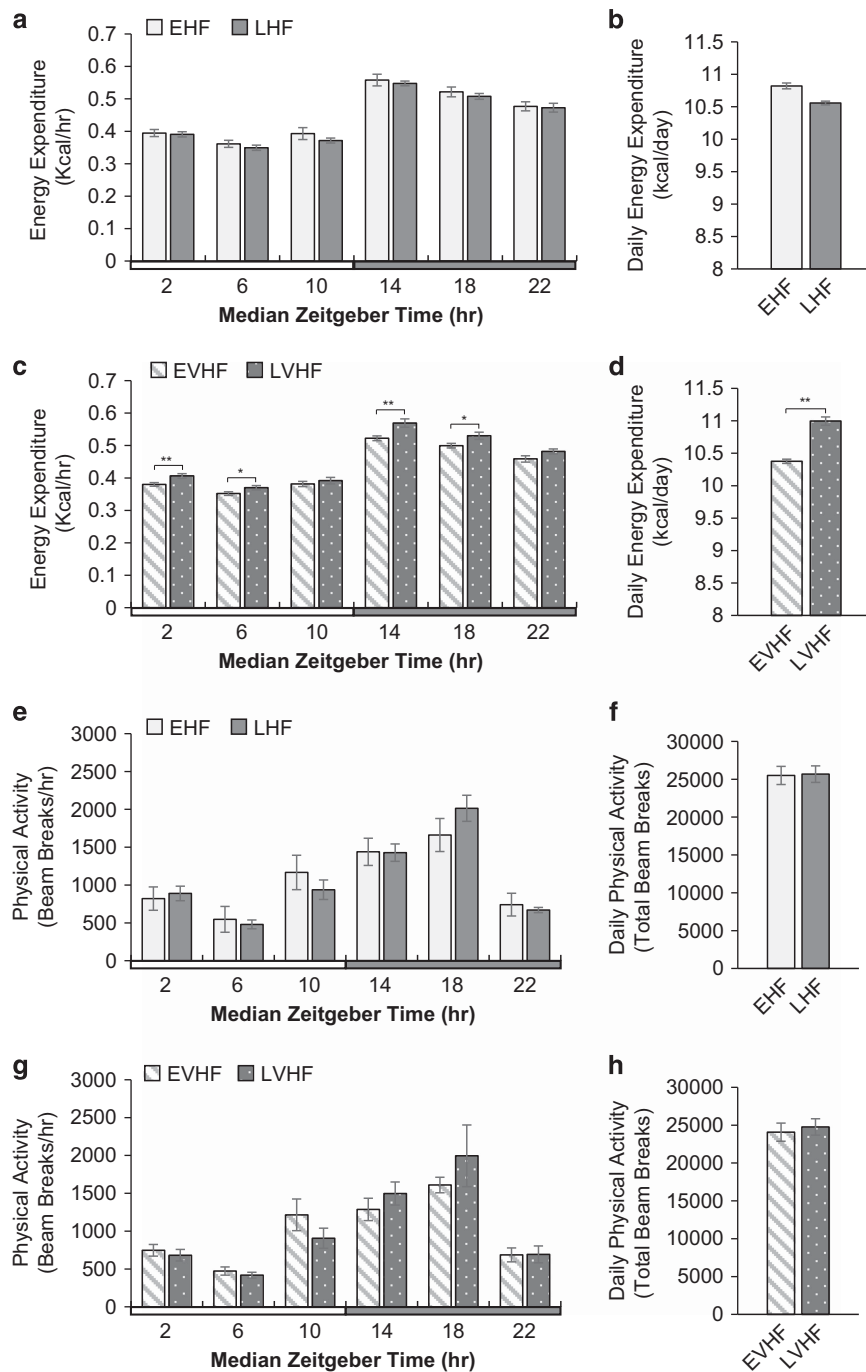 a
EHF LHF
Energy Expenditure
(Kcal/hr)
0.7
0.6
0.5
0.4
0.3
0.2
0.1
0
2 6 10 14 18 22
Median Zeitgeber Time (hr)
b
Daily Energy Expenditure
(kcal/day)
11.5
11
10.5
10
9.5
9
8.5
8
EHF LHF
c
EVHF LVHF
Energy Expenditure
(Kcal/hr)
0.7
0.6
0.5
0.4
0.3
0.2
0.1
0
** * ** *
2 6 10 14 18 22
Median Zeitgeber Time (hr)
d
Daily Energy Expenditure
(kcal/day)
11.5
11
10.5
10
9.5
9
8.5
8
**
EVHF LVHF
e
EHF LHF
Physical Activity
(Beam Breaks/hr)
3000
2500
2000
1500
1000
500
0
2 6 10 14 18 22
Median Zeitgeber Time (hr)
f
Daily Physical Activity
(Total Beam Breaks)
30000
25000
20000
15000
10000
5000
0
EHF LHF
g
EVHF LVHF
Physical Activity
(Beam Breaks/hr)
3000
2500
2000
1500
1000
500
0
2 6 10 14 18 22
Median Zeitgeber Time (hr)
h
Daily Physical Activity
(Total Beam Breaks)
30000
25000
20000
15000
10000
5000
0
EVHF LVHF